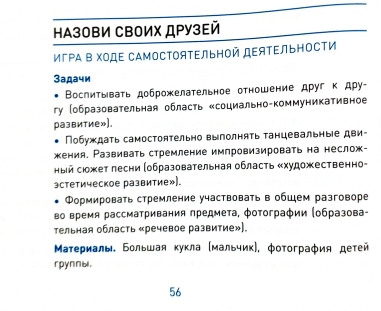 НАЗОВИ СВОИХ ДРУЗЕЙ
ИГРА В ХОДЕ САМОСТОЯТЕЛЬНОЙ ДЕЯТЕЛЬНОСТИ
Задачи
• Воспитывать доброжелательное отношение друг к дру-
гу (образовательная область «социально-коммуникативное
развитие»).
• Побуждать самостоятельно выполнять танцевальные дви-
жения. Развивать стремление импровизировать на неслож-
ный сюжет песни (образовательная область «художественно-
эстетическое развитие»).
• Формировать стремление участвовать в общем разговоре
во время рассматривания предмета, фотографии (образова-
тельная область «речевое развитие»).
Материалы. Большая кукла (мальчик), фотография детей
группы.
56